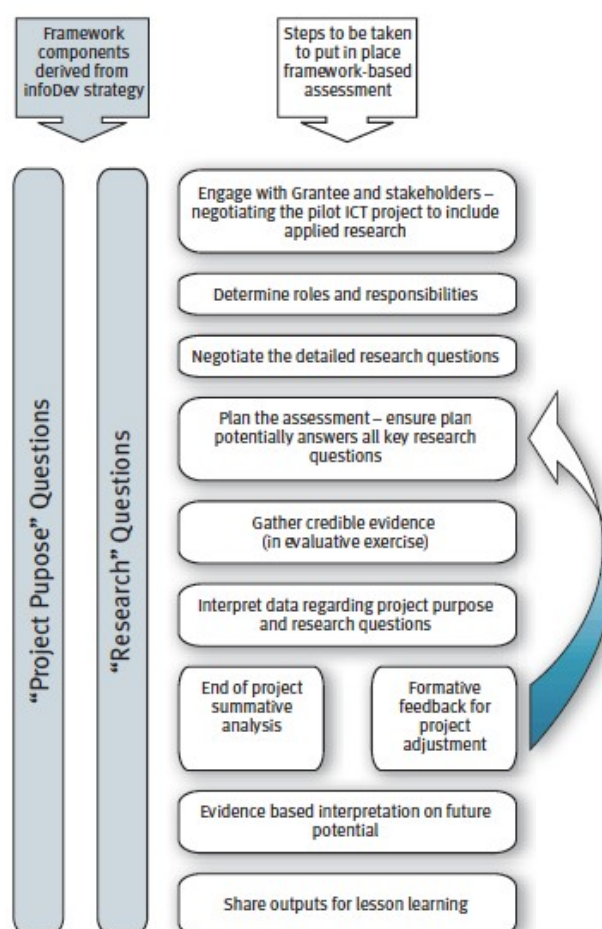 Framework
components
derived from
infoDev strategy
Steps to be taken
to put in place
framework-based
assessment
"Project Pupose" Questions
"Research" Questions
Engage with Grantee and stakeholders –
negotiating the pilot ICT project to include
applied research
Determine roles and responsibilities
Negotiate the detailed research questions
Plan the assessment – ensure plan
potentially answers all key research
questions
Gather credible evidence
(in evaluative exercise)
Interpret data regarding project purpose
and research questions
End of project
summative
analysis
Formative
feedback for
project
adjustment
Evidence based interpretation on future
potential
Share outputs for lesson learning